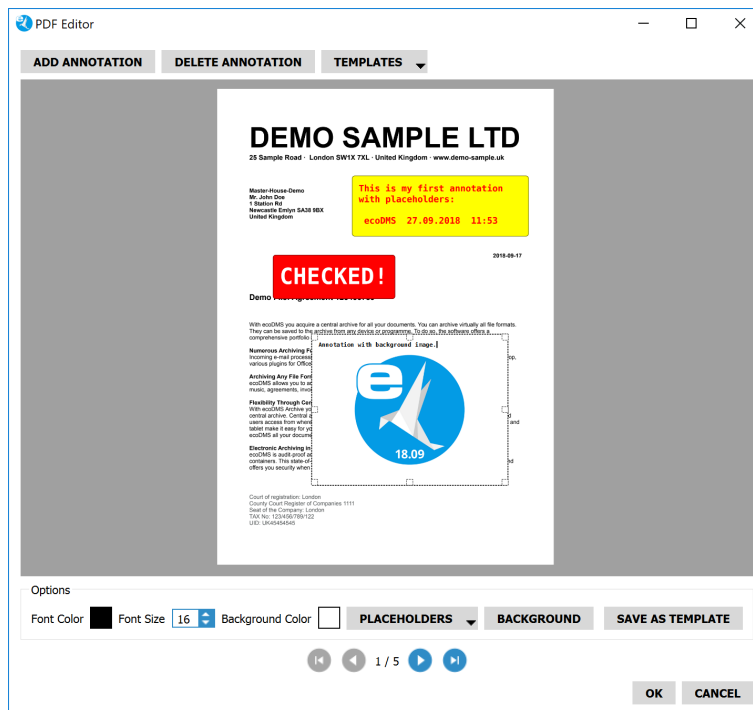 PDF Editor
ADD ANNOTATION DELETE ANNOTATION TEMPLATES
DEMO SAMPLE LTD
25 Sample Road · London SW1X 7XL · United Kingdom · www.demo-sample.uk
Master-House-Demo
Mr. John Doe
1 Station Rd
Newcastle Emlyn SA38 9BX
United Kingdom
This is my first annotation
with placeholders:
ecoDMS 27.09.2018 11:53
2018-09-17
CHECKED!
Demo
With ecoDMS you acquire a central archive for all your documents. You can archive virtually all file formats.
They can be saved to the archive from any device or programme. To do so, the software offers a
comprehensive portfolio
Annotation with background image.
Numerous Archiving
Incoming e-mail
various plugins for Office
Archiving Any File
ecoDMS allows you to
music, agreements,
Flexibility Through
With ecoDMS Archive
central archive. Central
users access from
and
tablet make it easy for
ecoDMS all your
Electronic Archiving in
ecoDMS is audit-proof
containers. This
offers you security when
e
18.09
Court of registration: London
County Court Register of Companies 1111
Seat of the Company: London
TAX No: 123/456/789/122
UID: UK45454545
Options
Font Color Font Size 16 Background Color PLACEHOLDERS BACKGROUND SAVE AS TEMPLATE
1 / 5
OK CANCEL